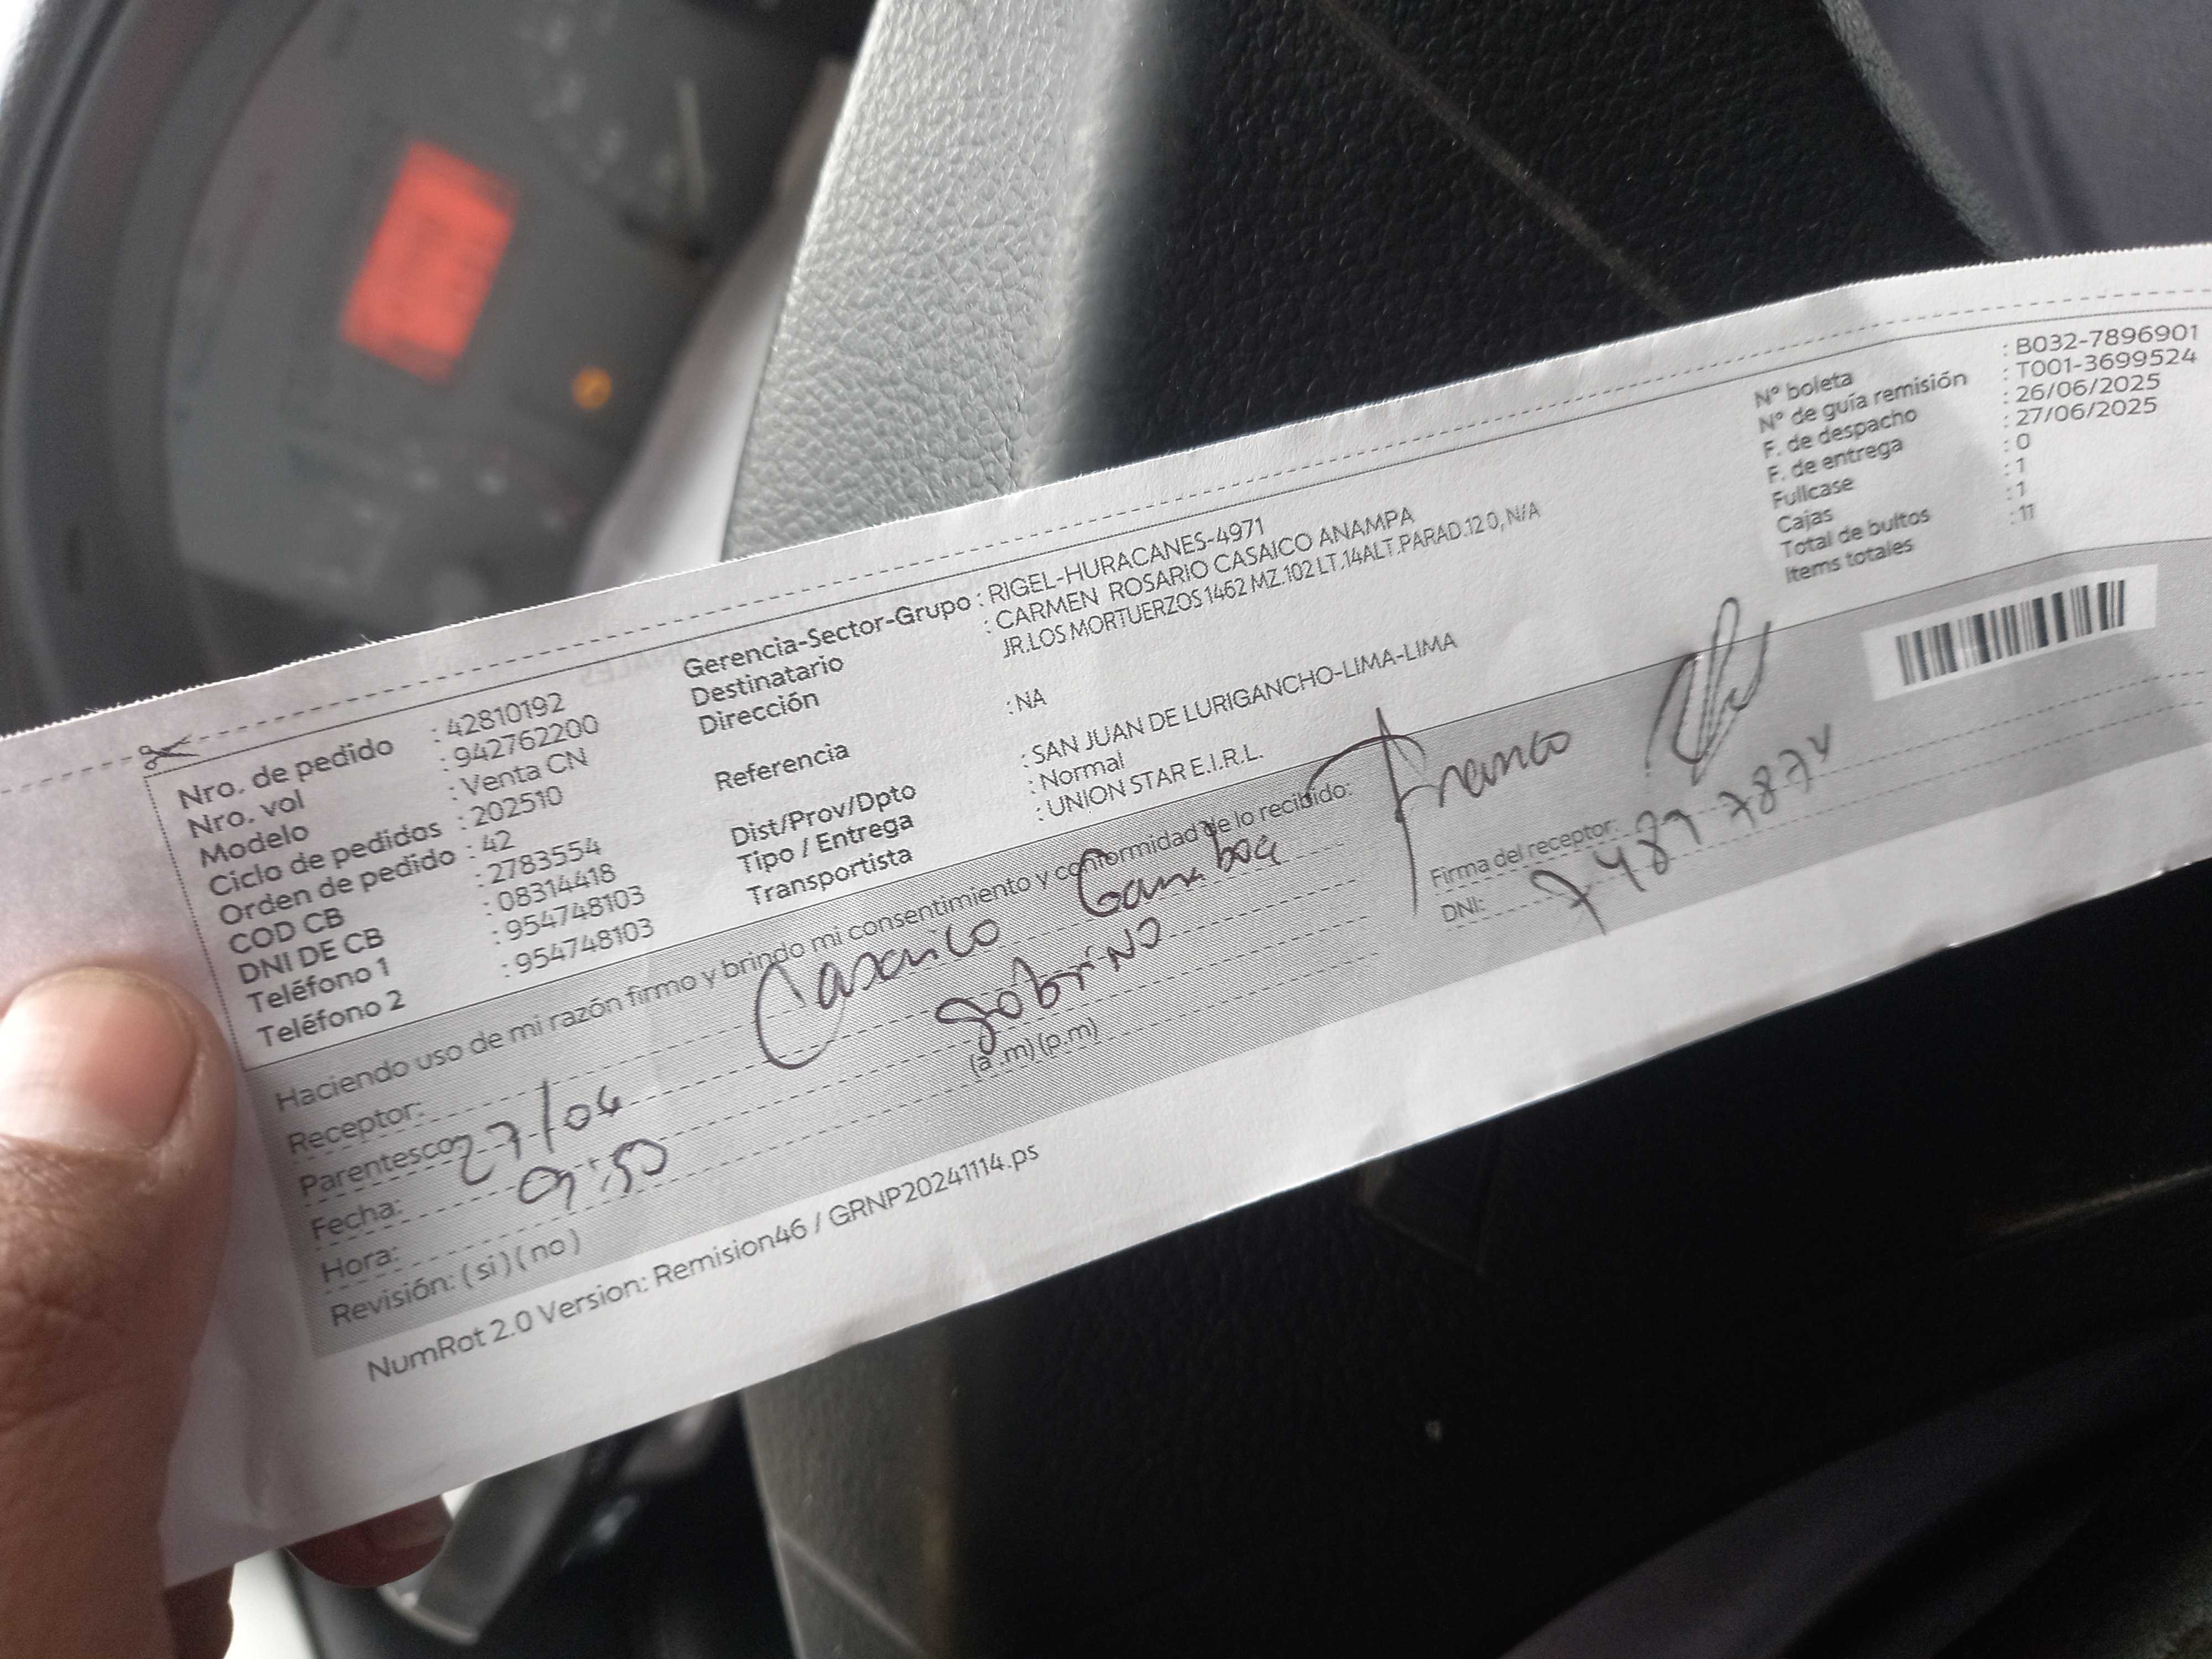 Nro. de pedido : 42810192
Nro. vol : 942762200
Modelo : Venta CN
Ciclo de pedidos : 202510
Orden de pedido : 42
COD CB : 2783554
DNI DE CB : 08314418
Teléfono 1 : 954748103
Teléfono 2 : 954748103
Gerencia-Sector-Grupo : RIGEL-HURACANES-4971
Destinatario : CARMEN ROSARIO CASAICO ANAMPA
Dirección JR.LOS MORTUERZOS 1462 MZ.102 LT.14ALT.PARAD.12 0, N/A
Referencia : NA
Dist/Prov/Dpto : SAN JUAN DE LURIGANCHO-LIMA-LIMA
Tipo / Entrega : Normal
Transportista : UNION STAR E.I.R.L.
N° boleta : B032-7896901
N° de guía remisión : T001-3699524
F. de despacho : 26/06/2025
F. de entrega : 27/06/2025
Fullcase : 0
Cajas : 1
Total de bultos : 1
Items totales : 11
Haciendo uso de mi razón firmo y brindo mi consentimiento y conformidad de lo recibido:
Receptor: Gamboa Franco
Parentesco: sobrino
Fecha: 27/06
Hora: 9:50 (a.m) (p.m)
Revisión: ( si ) ( no )
Firma del receptor:
DNI:
NumRot 2.0 Version: Remision46 / GRNP20241114.ps